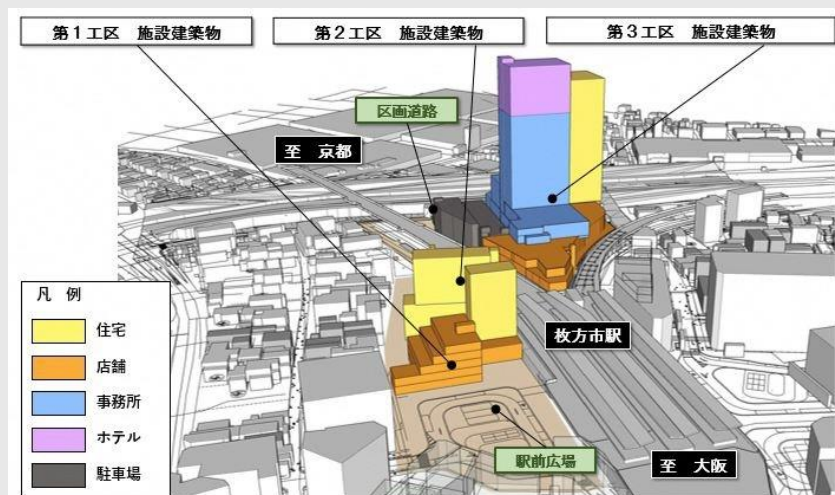 第1工区　施設建築物
第2工区　施設建築物
第3工区　施設建築物
区画道路
至　京都
凡　例
住宅
店舗
事務所
ホテル
駐車場
枚方市駅
駅前広場
至　大阪